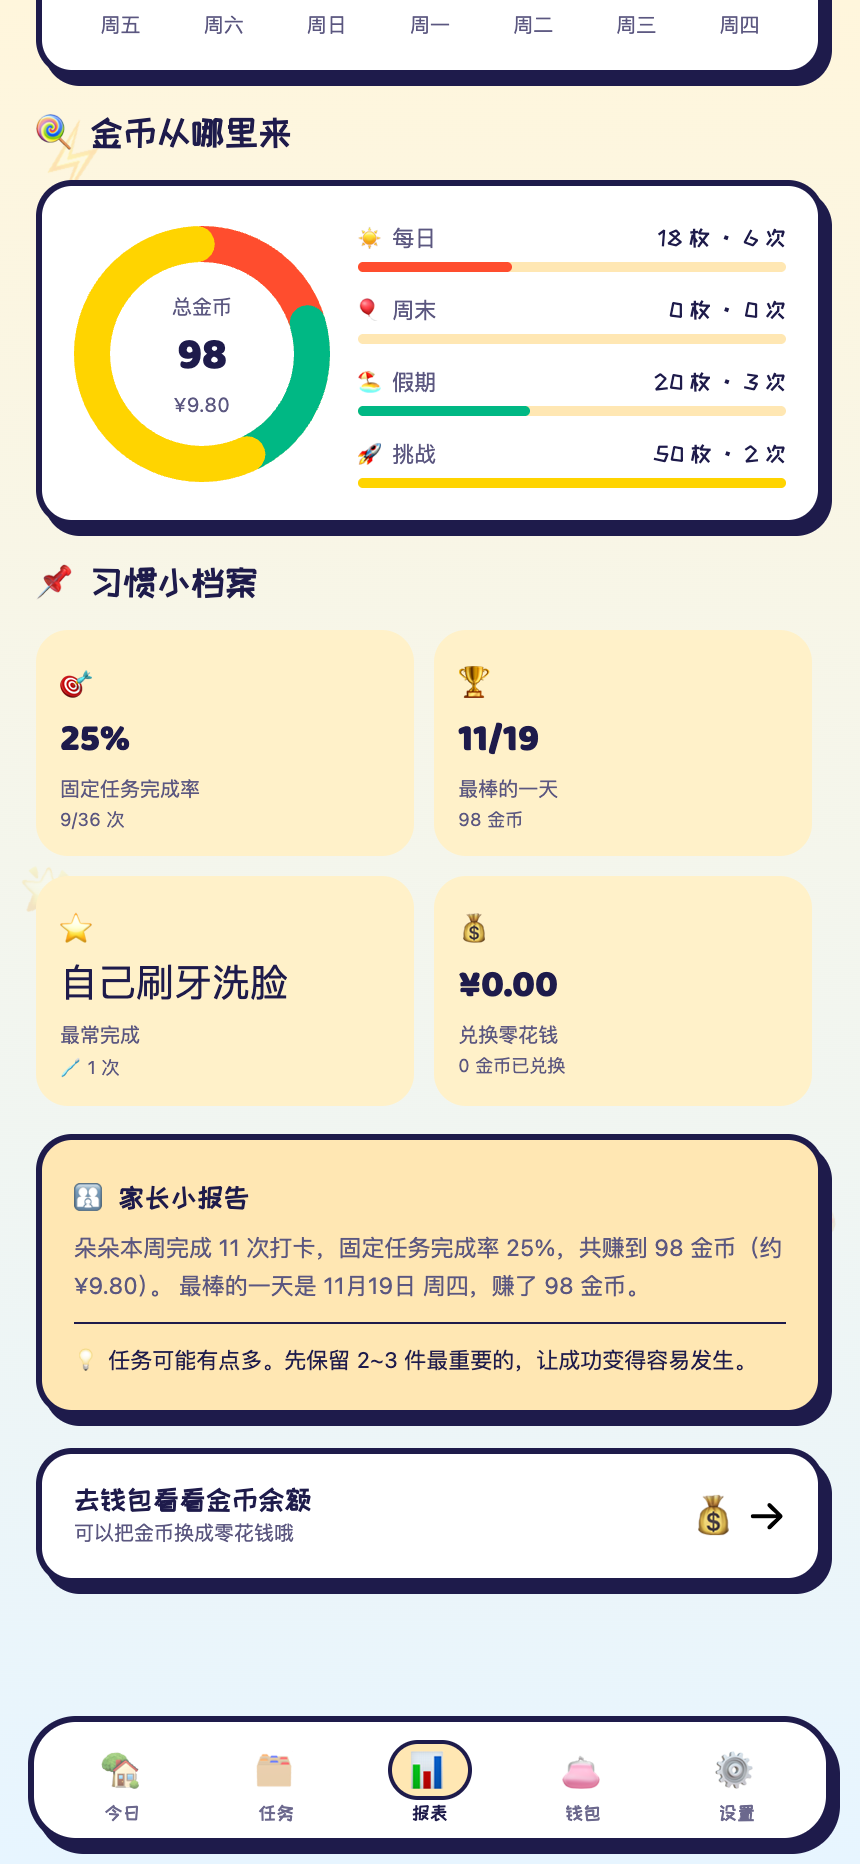 周五 周六 周日 周一 周二 周三 周四
金币从哪里来
总金币
98
¥9.80
每日 18 枚 · 6 次
周末 0 枚 · 0 次
假期 20 枚 · 3 次
挑战 50 枚 · 2 次
习惯小档案
25%
固定任务完成率
9/36 次
11/19
最棒的一天
98 金币
自己刷牙洗脸
最常完成
1 次
¥0.00
兑换零花钱
0 金币已兑换
家长小报告
朵朵本周完成 11 次打卡，固定任务完成率 25%，共赚到 98 金币（约
¥9.80）。 最棒的一天是 11月19日 周四，赚了 98 金币。
任务可能有点多。先保留 2~3 件最重要的，让成功变得容易发生。
去钱包看看金币余额
可以把金币换成零花钱哦
今日 任务 报表 钱包 设置